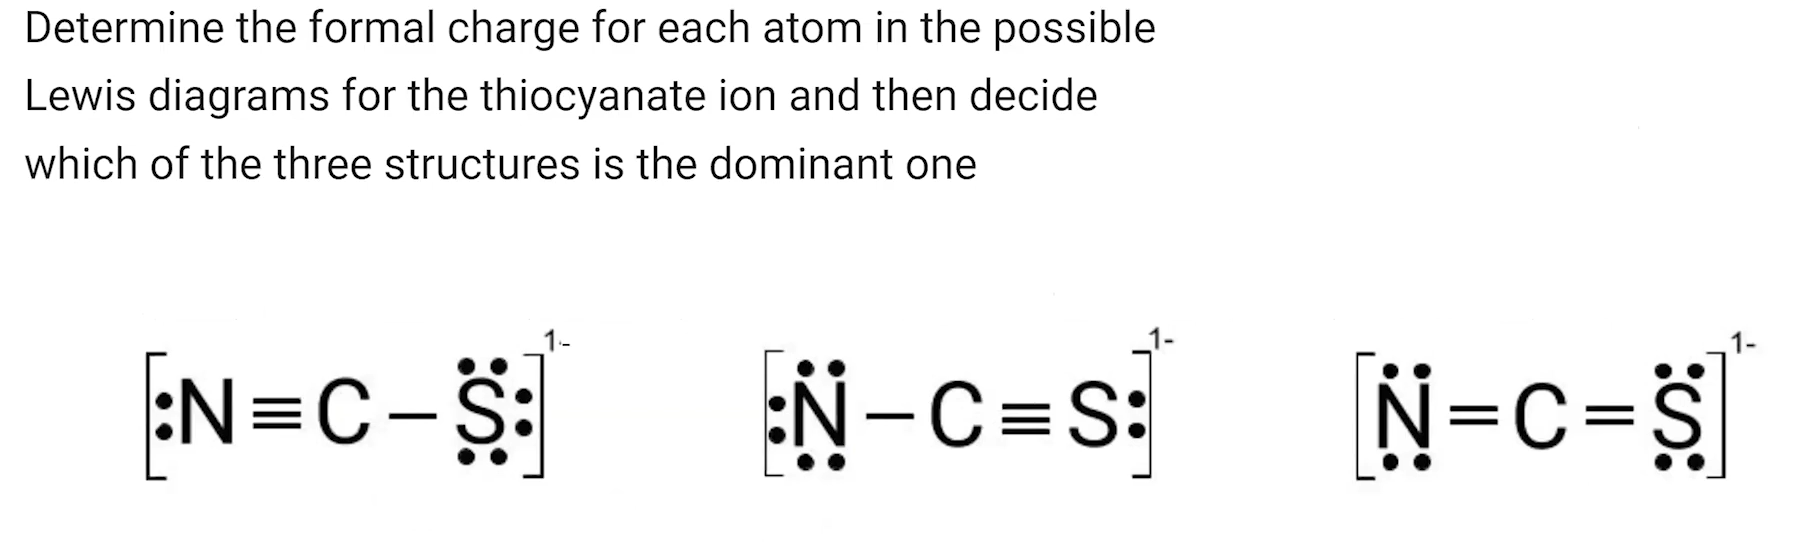 Determine the formal charge for each atom in the possible
Lewis diagrams for the thiocyanate ion and then decide
which of the three structures is the dominant one
[:N≡C–S̈:]1- [:N̈–C≡S:]1- [N̈=C=S̈]1-